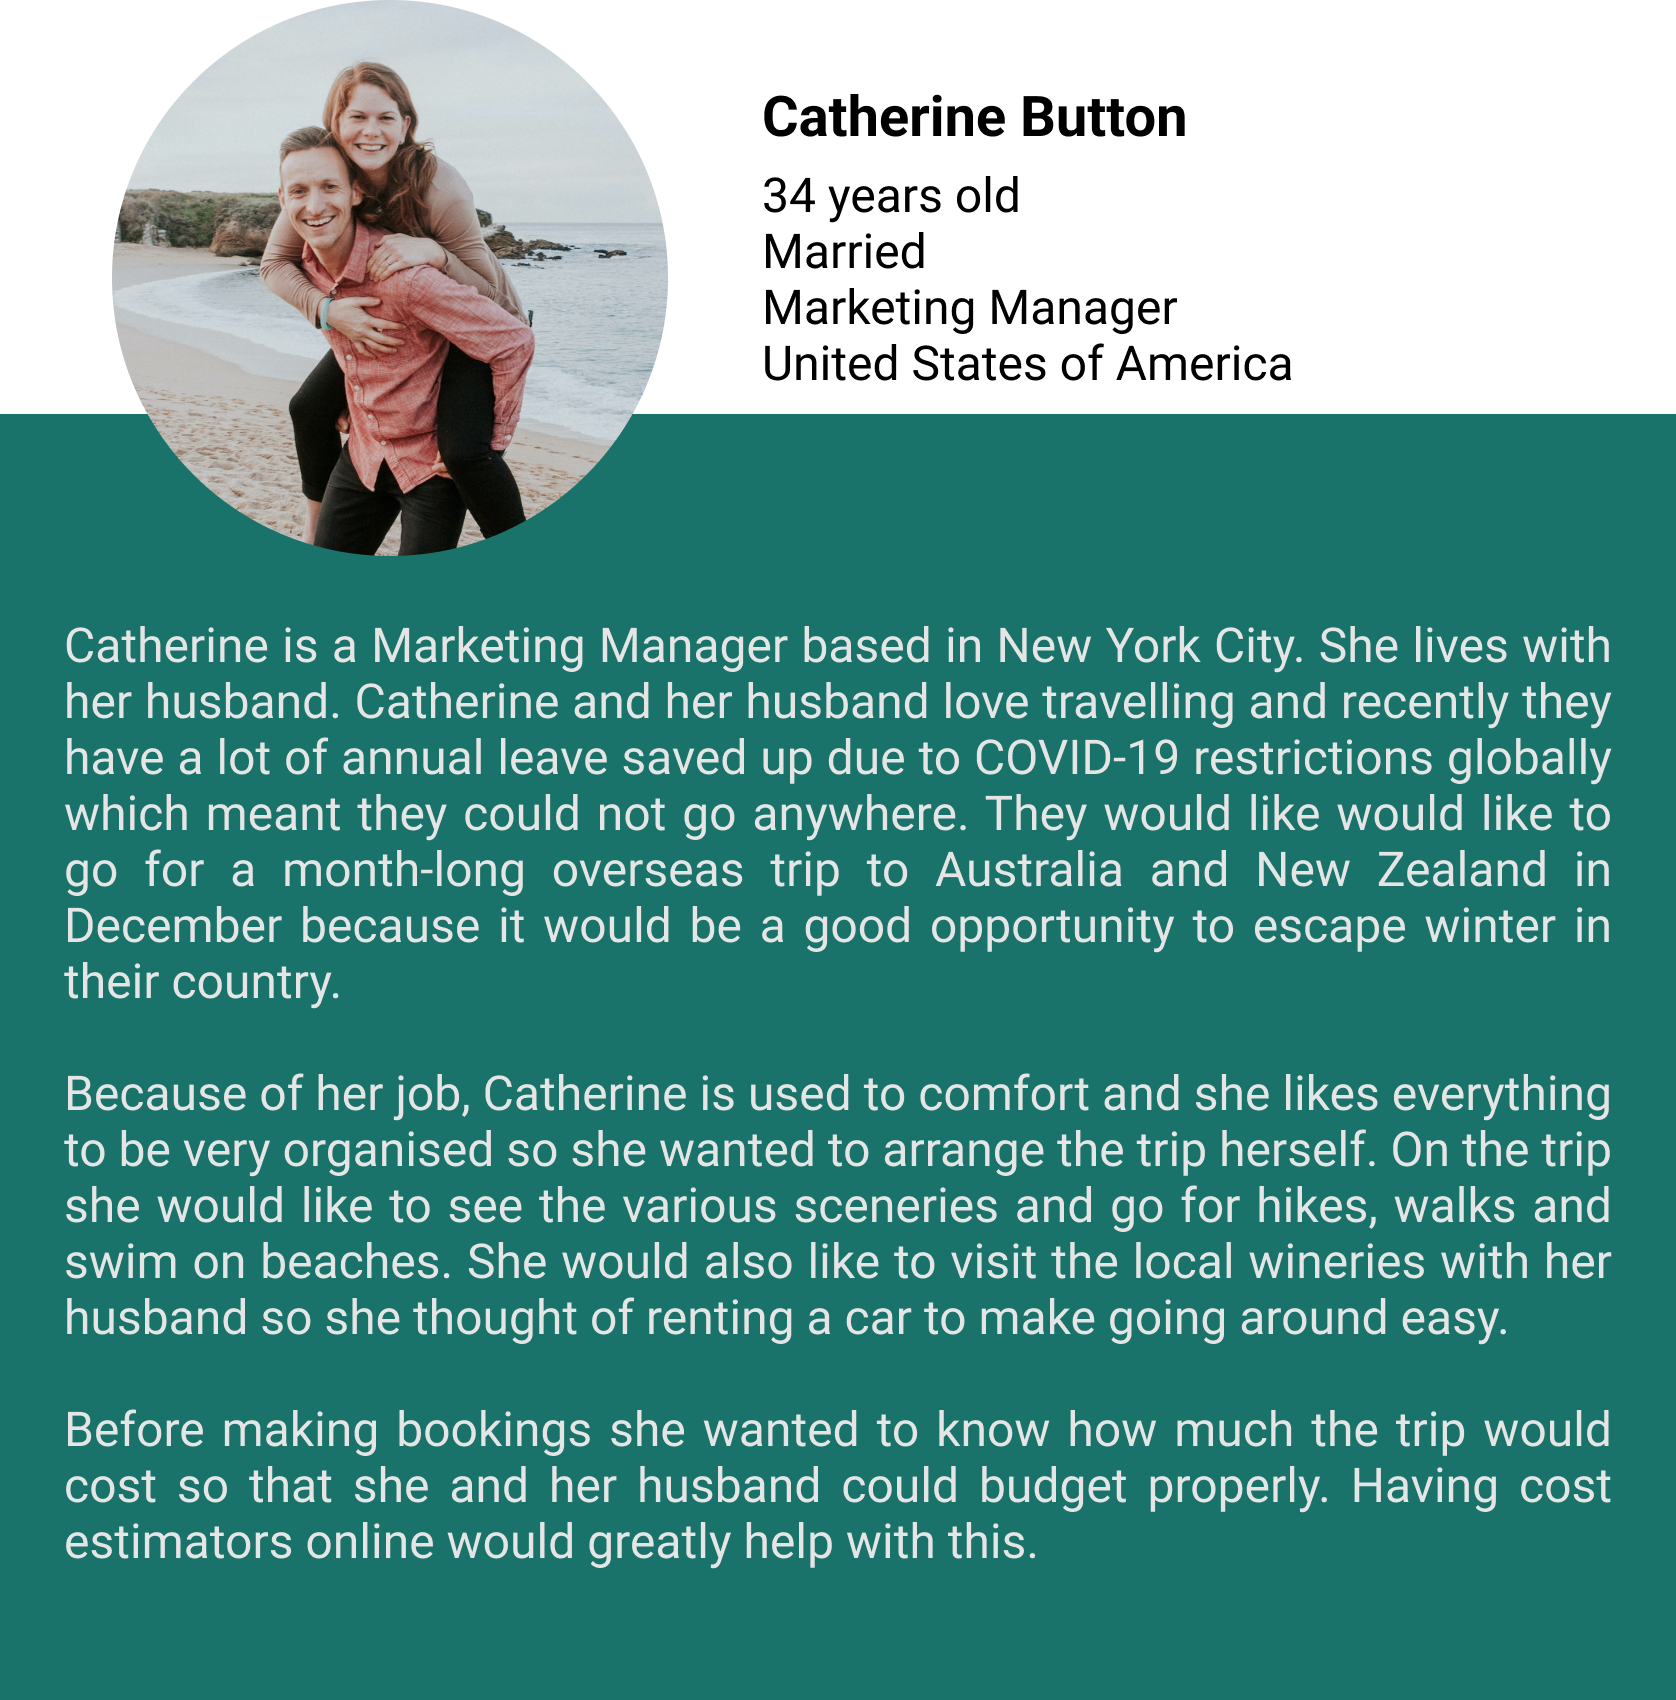 Catherine Button
34 years old
Married
Marketing Manager
United States of America
Catherine is a Marketing Manager based in New York City. She lives with
her husband. Catherine and her husband love travelling and recently they
have a lot of annual leave saved up due to COVID-19 restrictions globally
which meant they could not go anywhere. They would like would like to
go for a month-long overseas trip to Australia and New Zealand in
December because it would be a good opportunity to escape winter in
their country.
Because of her job, Catherine is used to comfort and she likes everything
to be very organised so she wanted to arrange the trip herself. On the trip
she would like to see the various sceneries and go for hikes, walks and
swim on beaches. She would also like to visit the local wineries with her
husband so she thought of renting a car to make going around easy.
Before making bookings she wanted to know how much the trip would
cost so that she and her husband could budget properly. Having cost
estimators online would greatly help with this.